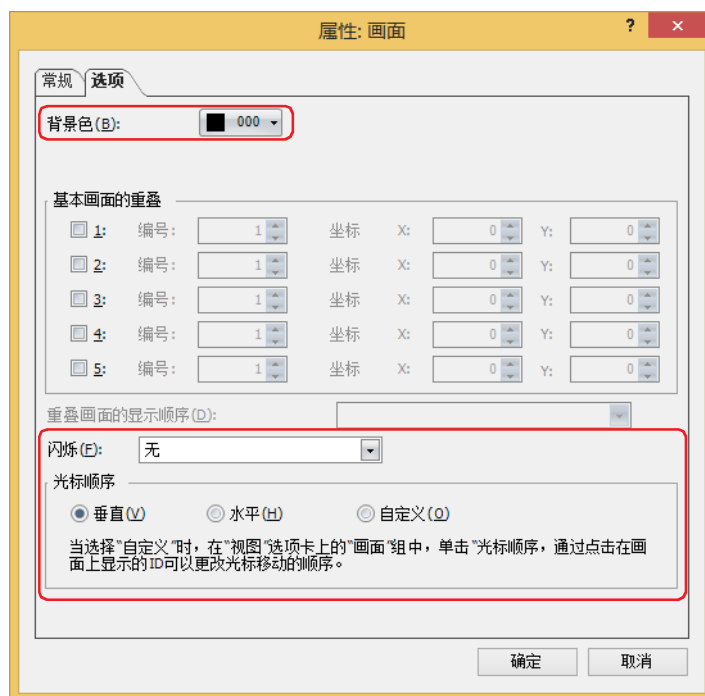 属性: 画面
?
×
常规 选项
背景色(B): 000
基本画面的重叠
1: 编号: 1 坐标 X: 0 Y: 0
2: 编号: 1 坐标 X: 0 Y: 0
3: 编号: 1 坐标 X: 0 Y: 0
4: 编号: 1 坐标 X: 0 Y: 0
5: 编号: 1 坐标 X: 0 Y: 0
重叠画面的显示顺序(D):
闪烁(F): 无
光标顺序
垂直(V) 水平(H) 自定义(O)
当选择“自定义”时，在“视图”选项卡上的“画面”组中，单击“光标顺序，通过点击在画
面上显示的ID可以更改光标移动的顺序。
确定 取消